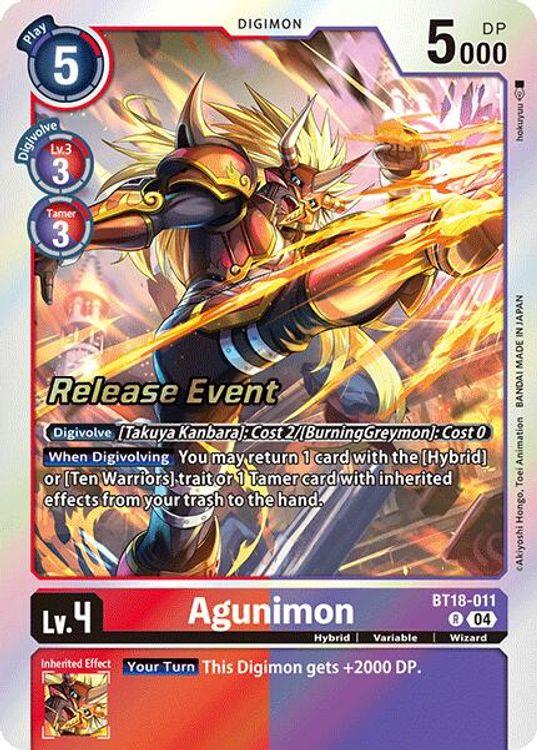 Play
5
DIGIMON
5000
DP
Digivolve
Lv.3
3
Tamer
3
hokuyuu
Release Event
Digivolve [Takuya Kanbara]: Cost 2/[BurningGreymon]: Cost 0
When Digivolving You may return 1 card with the [Hybrid]
or [Ten Warriors] trait or 1 Tamer card with inherited
effects from your trash to the hand.
©Akiyoshi Hongo, Toei Animation BANDAI MADE IN JAPAN
Lv.4
Agunimon
BT18-011
R 04
Hybrid | Variable | Wizard
Inherited Effect
Your Turn This Digimon gets +2000 DP.